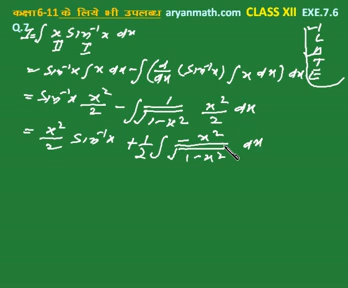 कक्षा 6-11 के लिये भी उपलब्ध aryanmath.com CLASS XII EXE.7.6
Q.7 I = ∫ x sin⁻¹x dx
II I
= sin⁻¹x ∫ x dx - ∫ (d/dx (sin⁻¹x) ∫ x dx) dx
= sin⁻¹x x²/2 - ∫ 1/√(1-x²) x²/2 dx
= x²/2 sin⁻¹x + 1/2 ∫ -x²/√(1-x²) dx
I
L
A
T
E